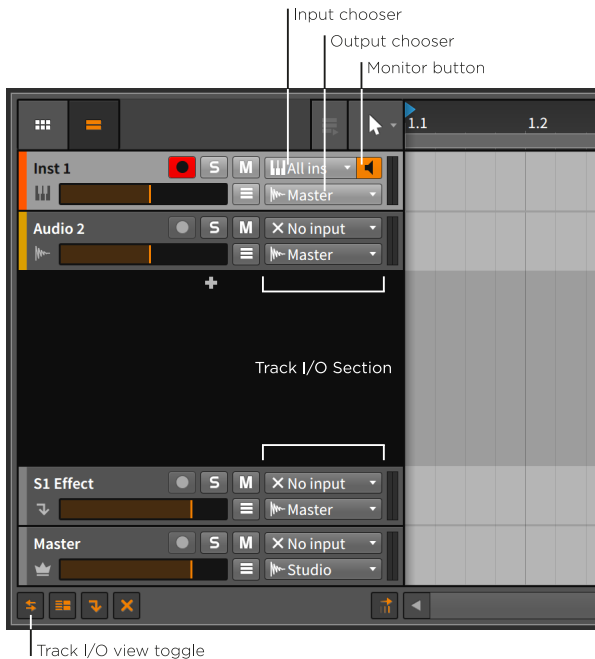 Input chooser
Output chooser
Monitor button
1.1 1.2
Inst 1 S M All ins
Master
Audio 2 S M No input
Master
Track I/O Section
S1 Effect S M No input
Master
Master S M No input
Studio
Track I/O view toggle